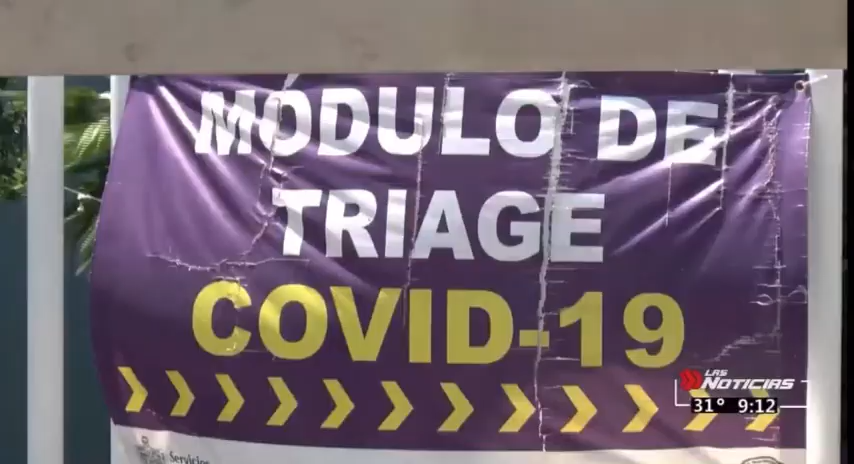 MÓDULO DE
TRIAGE
COVID-19
LAS
NOTICIAS
31° 9:12
Servicios